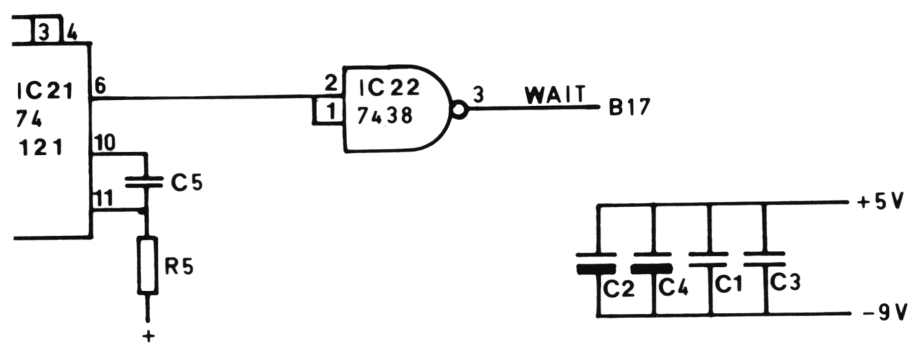 3 4
IC21
74
121
6
10
11
C5
R5
+
2
1
IC22
7438
3
WAIT
B17
+5V
C2 C4 C1 C3
-9V